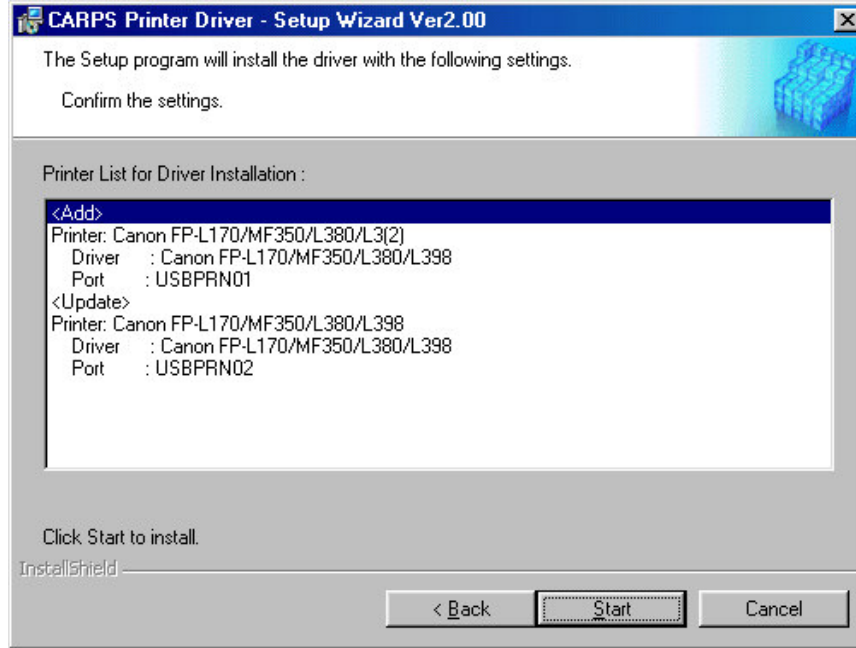 CARPS Printer Driver - Setup Wizard Ver2.00
The Setup program will install the driver with the following settings.
Confirm the settings.
Printer List for Driver Installation :
<Add>
Printer: Canon FP-L170/MF350/L380/L3(2)
Driver : Canon FP-L170/MF350/L380/L398
Port : USBPRN01
<Update>
Printer: Canon FP-L170/MF350/L380/L398
Driver : Canon FP-L170/MF350/L380/L398
Port : USBPRN02
Click Start to install.
InstallShield
< Back Start Cancel